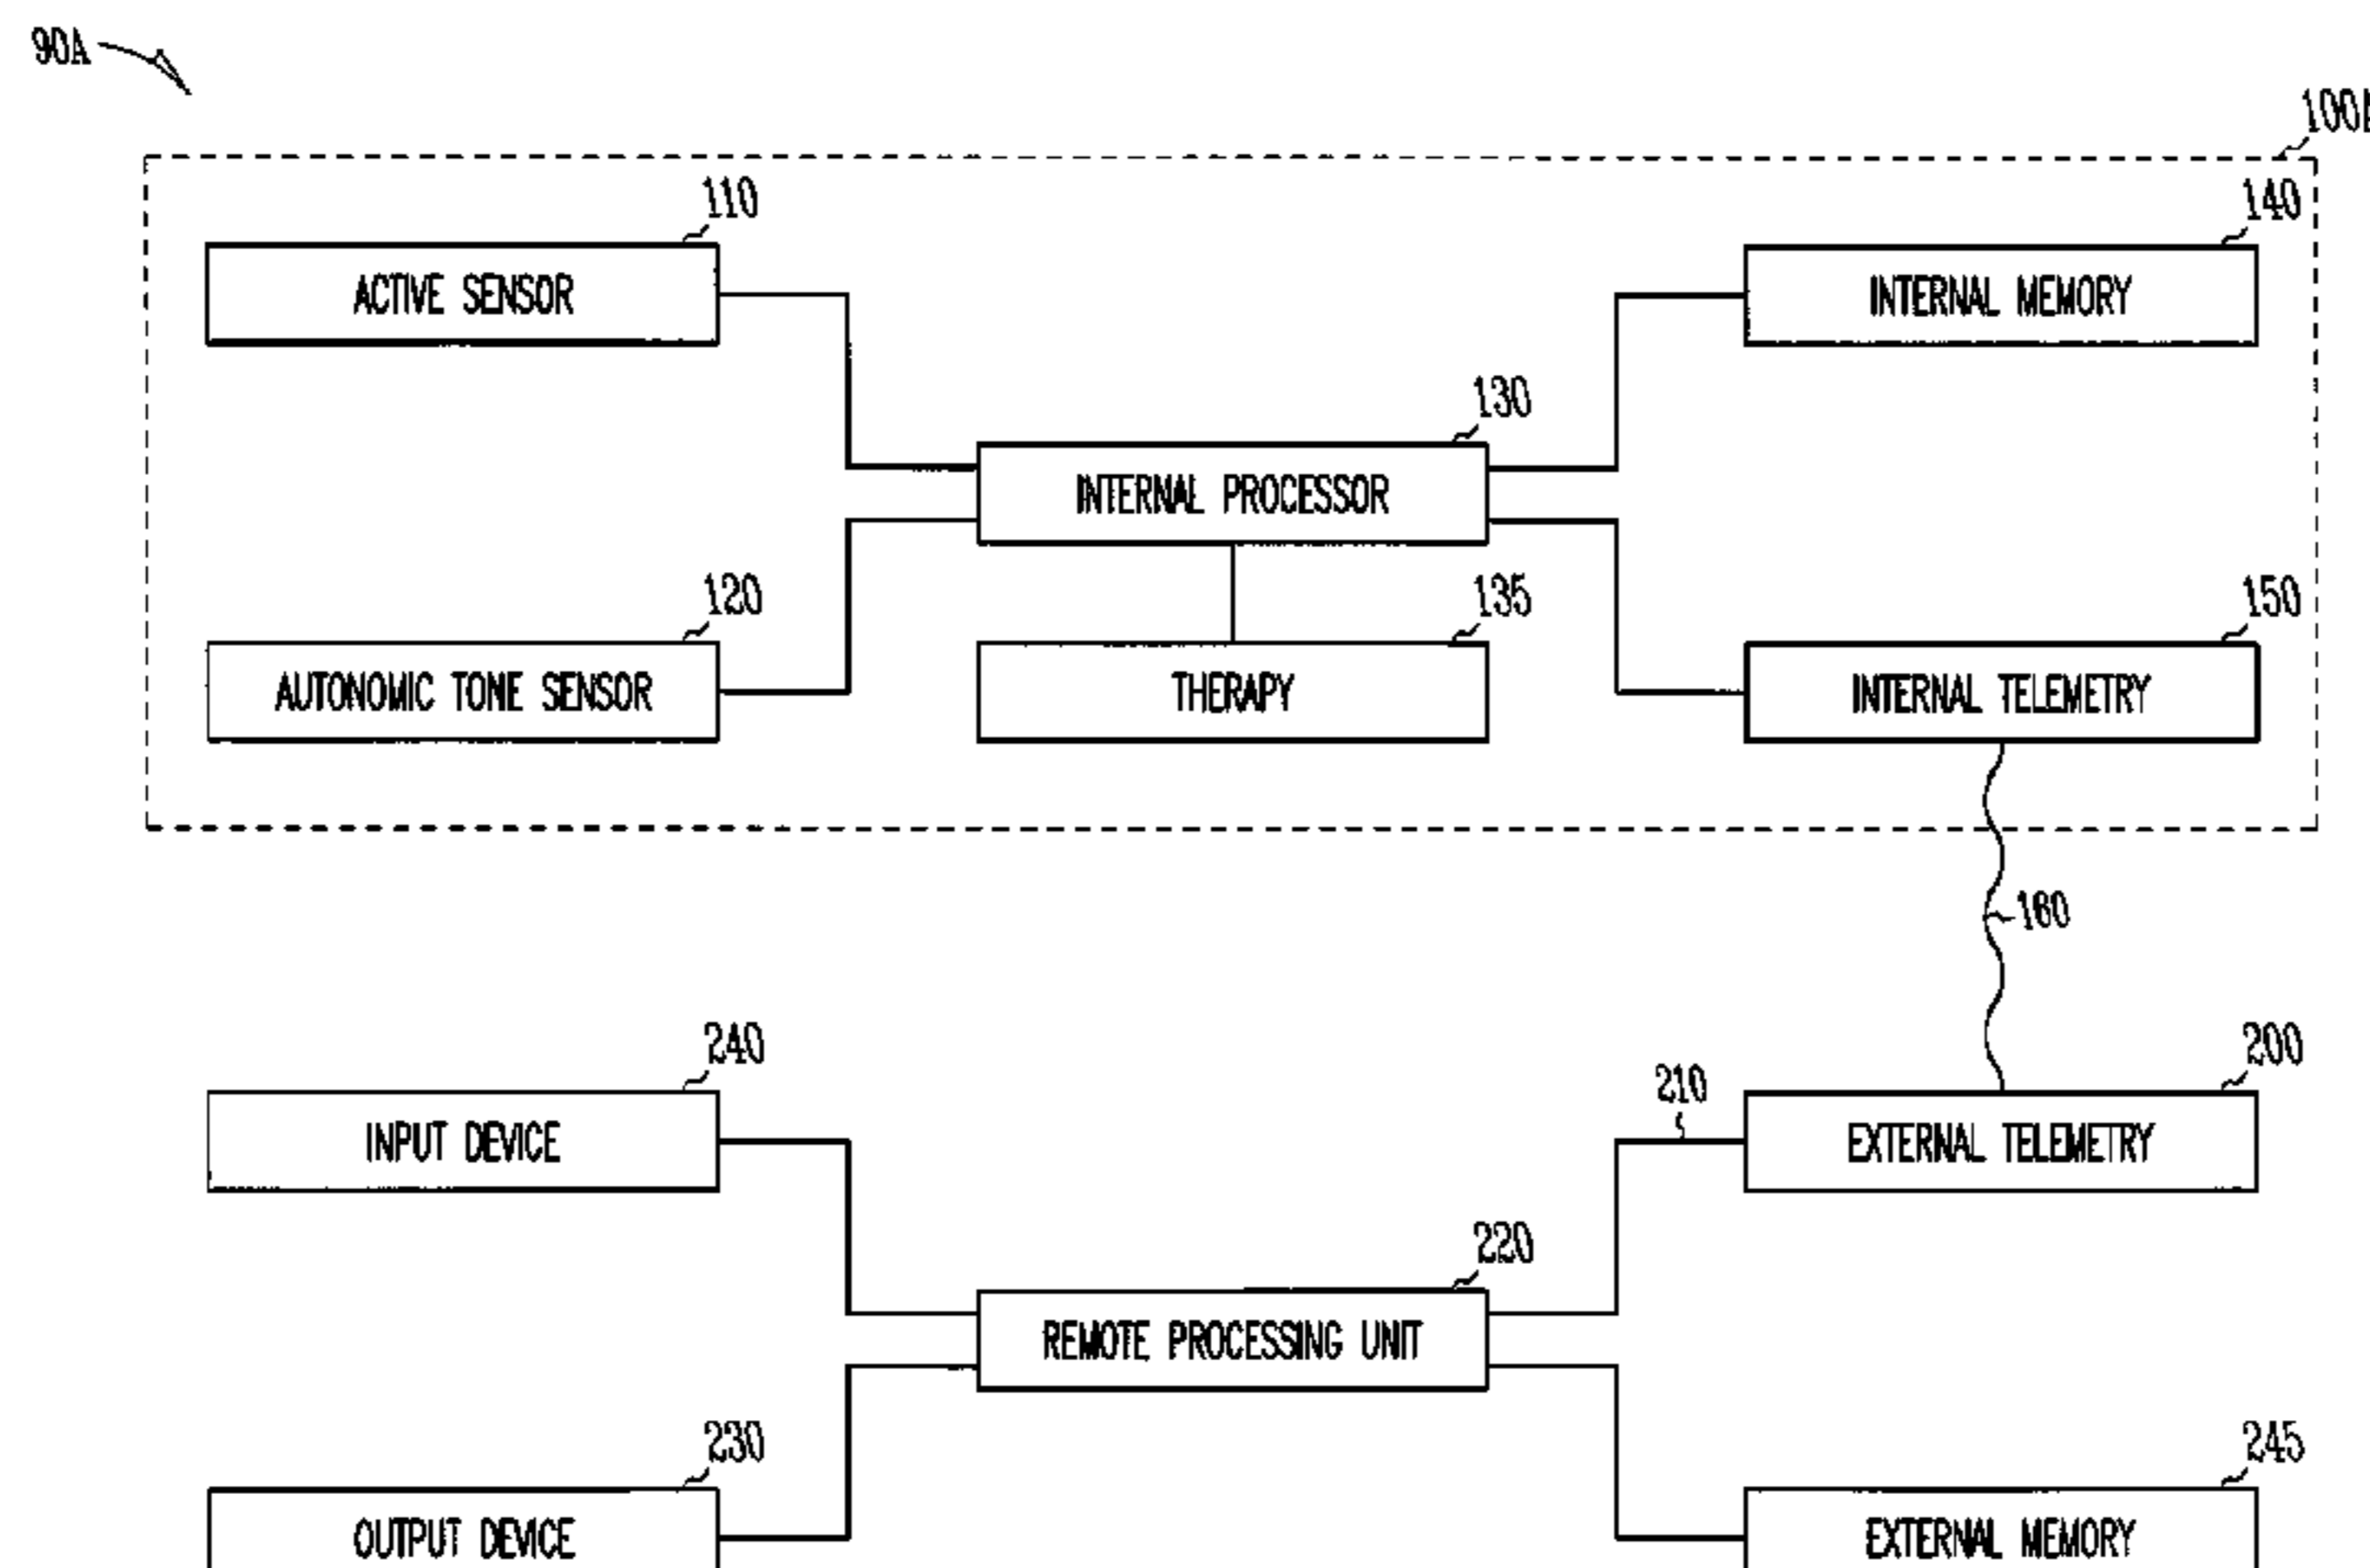 90A
100A
110
140
ACTIVE SENSOR
INTERNAL MEMORY
130
INTERNAL PROCESSOR
120
135
150
AUTONOMIC TONE SENSOR
THERAPY
INTERNAL TELEMETRY
160
240
210
200
INPUT DEVICE
EXTERNAL TELEMETRY
220
REMOTE PROCESSING UNIT
230
245
OUTPUT DEVICE
EXTERNAL MEMORY